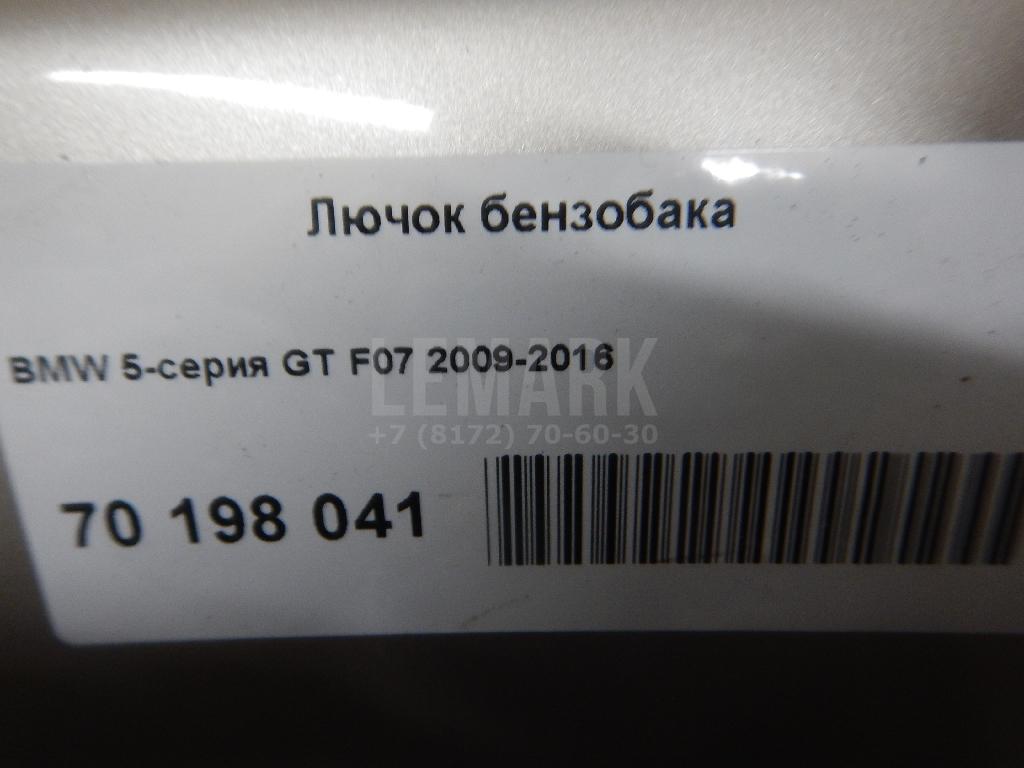 Лючок бензобака
BMW 5-серия GT F07 2009-2016
LEMARK
+7 (8172) 70-60-30
70 198 041